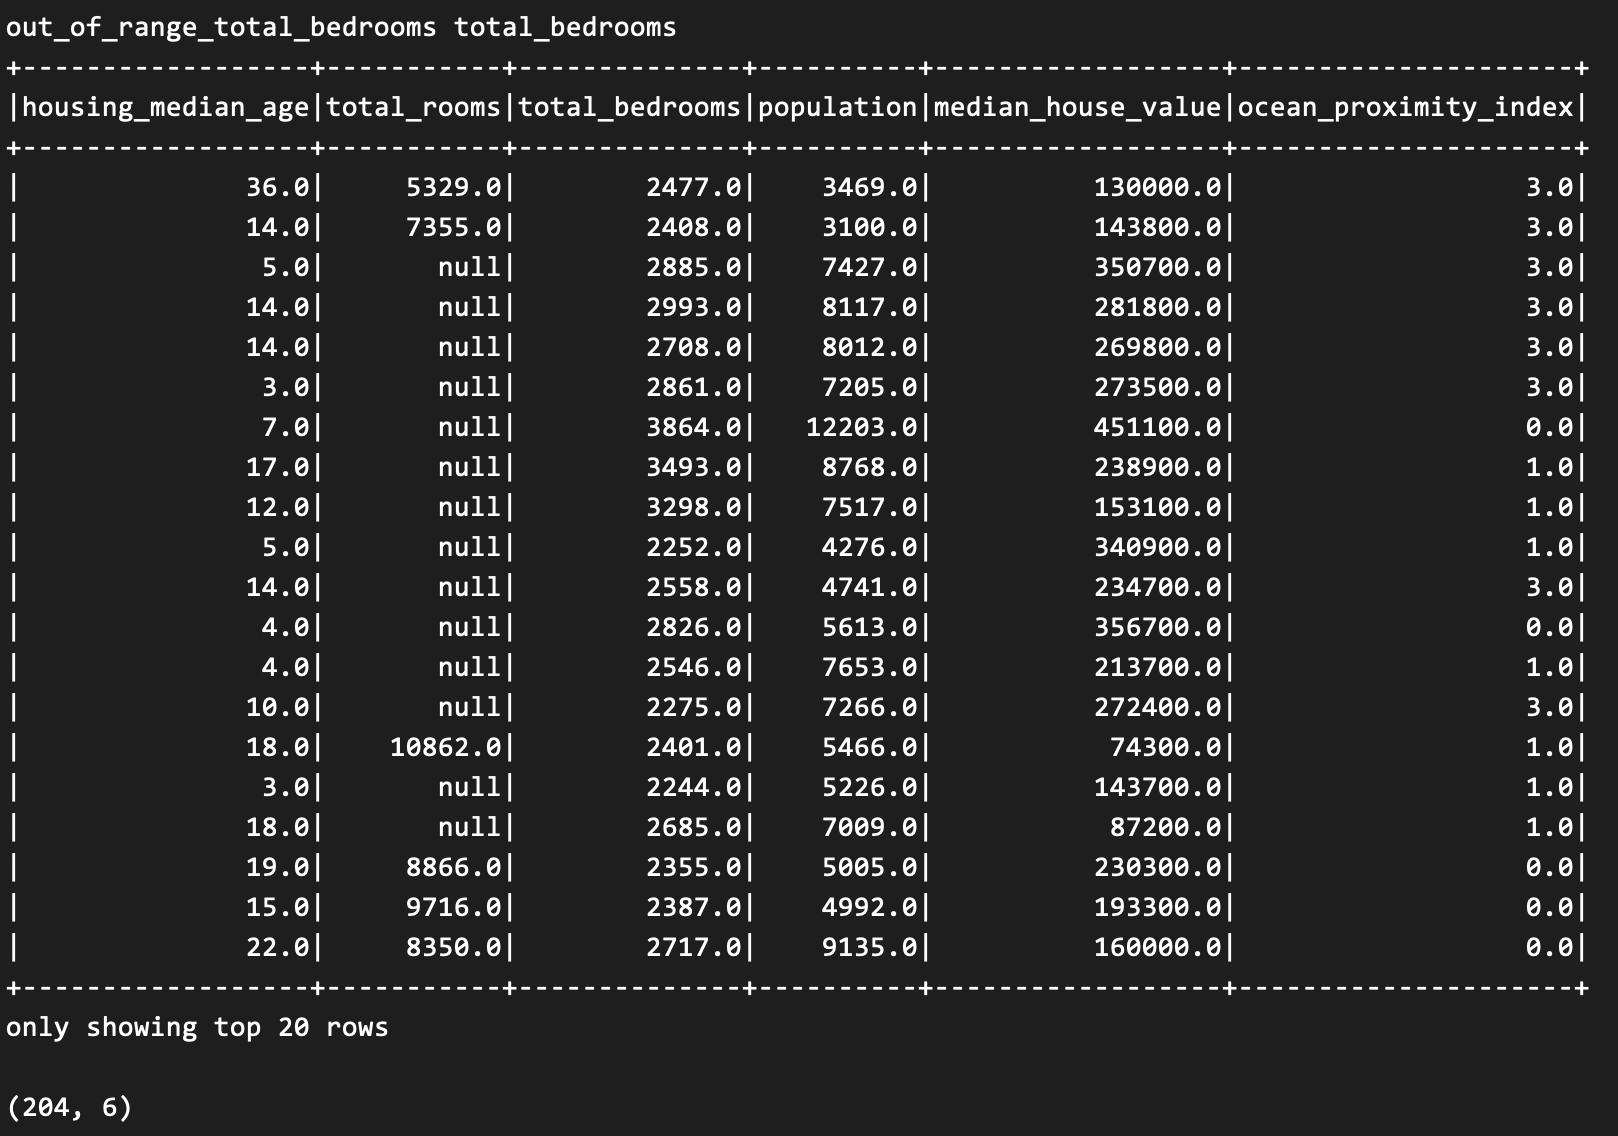 out_of_range_total_bedrooms total_bedrooms
+------------------+-----------+--------------+----------+------------------+---------------------+
|housing_median_age|total_rooms|total_bedrooms|population|median_house_value|ocean_proximity_index|
+------------------+-----------+--------------+----------+------------------+---------------------+
|              36.0|     5329.0|        2477.0|    3469.0|          130000.0|                  3.0|
|              14.0|     7355.0|        2408.0|    3100.0|          143800.0|                  3.0|
|               5.0|       null|        2885.0|    7427.0|          350700.0|                  3.0|
|              14.0|       null|        2993.0|    8117.0|          281800.0|                  3.0|
|              14.0|       null|        2708.0|    8012.0|          269800.0|                  3.0|
|               3.0|       null|        2861.0|    7205.0|          273500.0|                  3.0|
|               7.0|       null|        3864.0|   12203.0|          451100.0|                  0.0|
|              17.0|       null|        3493.0|    8768.0|          238900.0|                  1.0|
|              12.0|       null|        3298.0|    7517.0|          153100.0|                  1.0|
|               5.0|       null|        2252.0|    4276.0|          340900.0|                  1.0|
|              14.0|       null|        2558.0|    4741.0|          234700.0|                  3.0|
|               4.0|       null|        2826.0|    5613.0|          356700.0|                  0.0|
|               4.0|       null|        2546.0|    7653.0|          213700.0|                  1.0|
|              10.0|       null|        2275.0|    7266.0|          272400.0|                  3.0|
|              18.0|    10862.0|        2401.0|    5466.0|           74300.0|                  1.0|
|               3.0|       null|        2244.0|    5226.0|          143700.0|                  1.0|
|              18.0|       null|        2685.0|    7009.0|           87200.0|                  1.0|
|              19.0|     8866.0|        2355.0|    5005.0|          230300.0|                  0.0|
|              15.0|     9716.0|        2387.0|    4992.0|          193300.0|                  0.0|
|              22.0|     8350.0|        2717.0|    9135.0|          160000.0|                  0.0|
+------------------+-----------+--------------+----------+------------------+---------------------+
only showing top 20 rows
(204, 6)